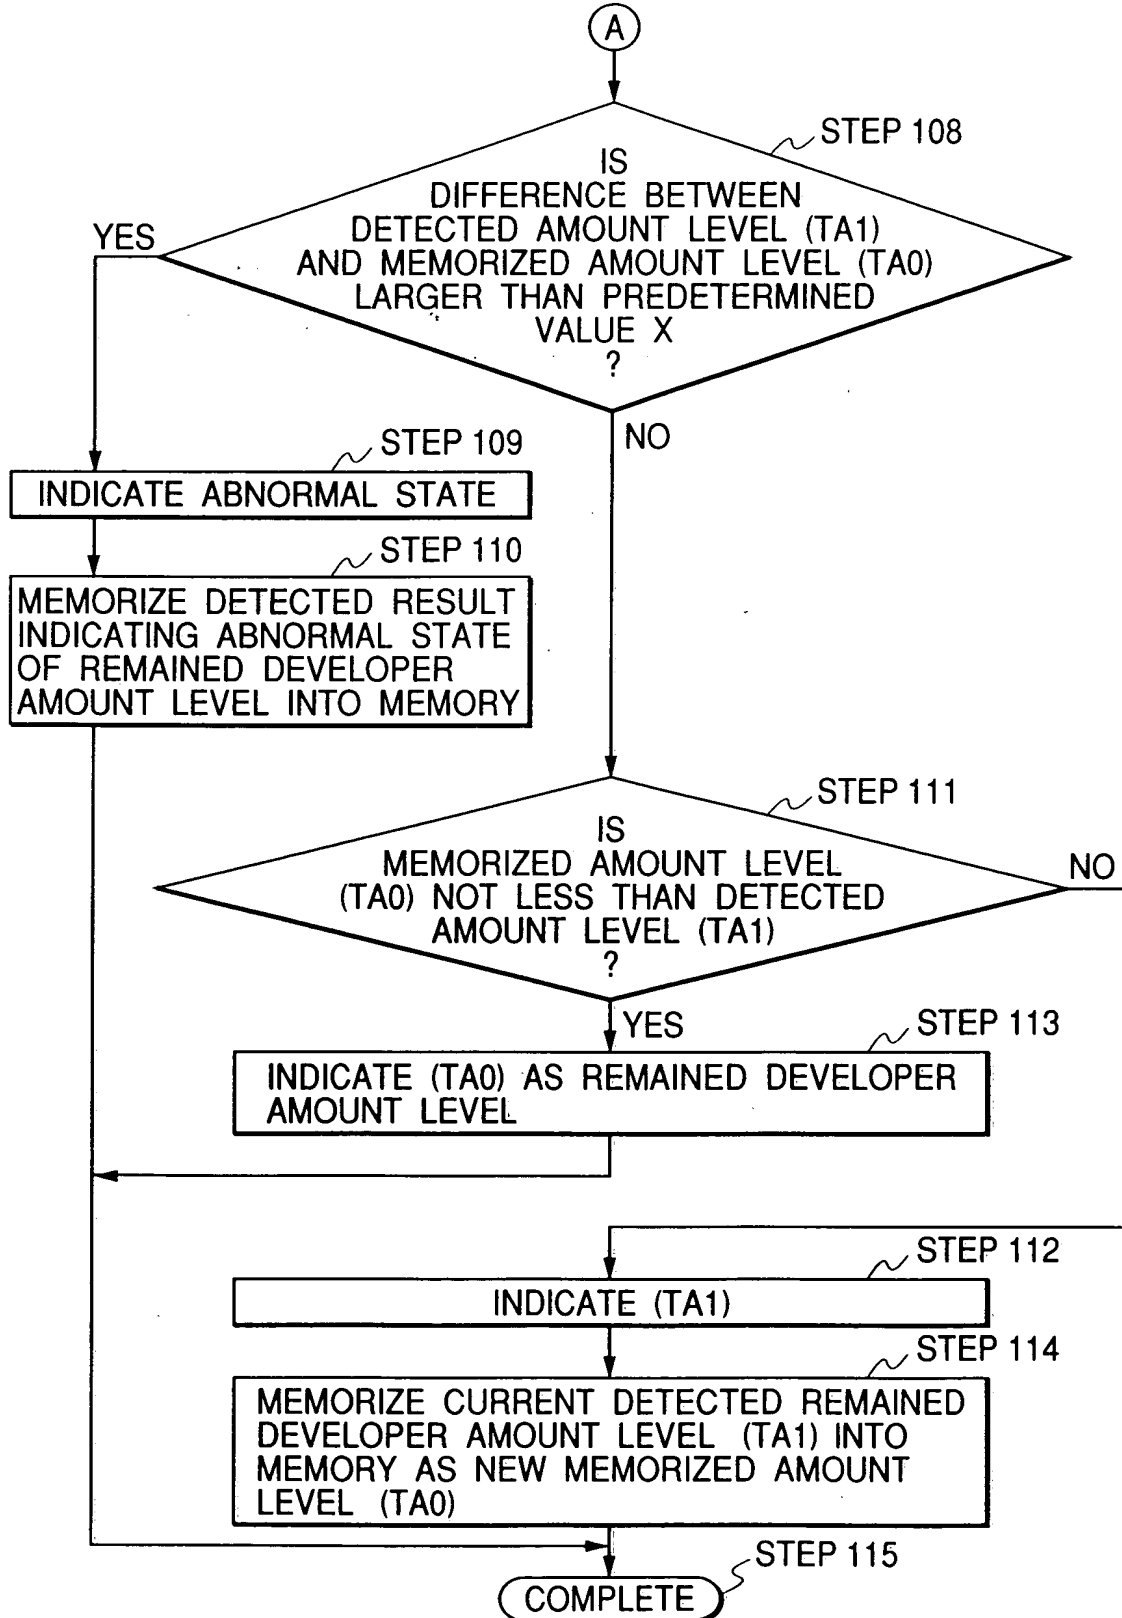 A
STEP 108
IS
DIFFERENCE BETWEEN
DETECTED AMOUNT LEVEL (TA1)
AND MEMORIZED AMOUNT LEVEL (TA0)
LARGER THAN PREDETERMINED
VALUE X
?
YES
NO
STEP 109
INDICATE ABNORMAL STATE
STEP 110
MEMORIZE DETECTED RESULT
INDICATING ABNORMAL STATE
OF REMAINED DEVELOPER
AMOUNT LEVEL INTO MEMORY
STEP 111
IS
MEMORIZED AMOUNT LEVEL
(TA0) NOT LESS THAN DETECTED
AMOUNT LEVEL (TA1)
?
NO
YES
STEP 113
INDICATE (TA0) AS REMAINED DEVELOPER
AMOUNT LEVEL
STEP 112
INDICATE (TA1)
STEP 114
MEMORIZE CURRENT DETECTED REMAINED
DEVELOPER AMOUNT LEVEL (TA1) INTO
MEMORY AS NEW MEMORIZED AMOUNT
LEVEL (TA0)
STEP 115
COMPLETE